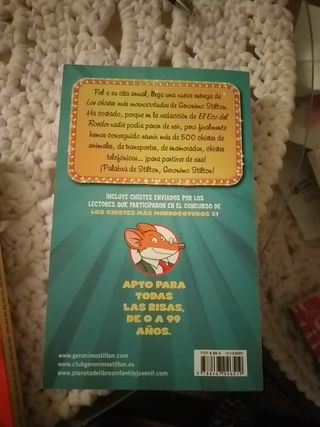 Fiel a su cita anual, llega una nueva entrega de
Los chistes más morrocotudos de Geronimo Stilton.
Ha costado, porque en la redacción de El Eco del
Roedor nadie podía parar de reír, pero finalmente
hemos conseguido reunir más de 500 chistes de
animales, de transportes, de enamorados, chistes
telefónicos... ¡para partirse de risa!
¡Palabra de Stilton, Geronimo Stilton!
INCLUYE CHISTES ENVIADOS POR LOS
LECTORES QUE PARTICIPARON EN EL CONCURSO DE
LOS CHISTES MÁS MORROCOTUDOS 2!
APTO PARA
TODAS
LAS RISAS,
DE 0 A 99
AÑOS.
www.geronimostilton.com
www.clubgeronimostilton.es
www.planetadelibrosinfantilyjuvenil.com